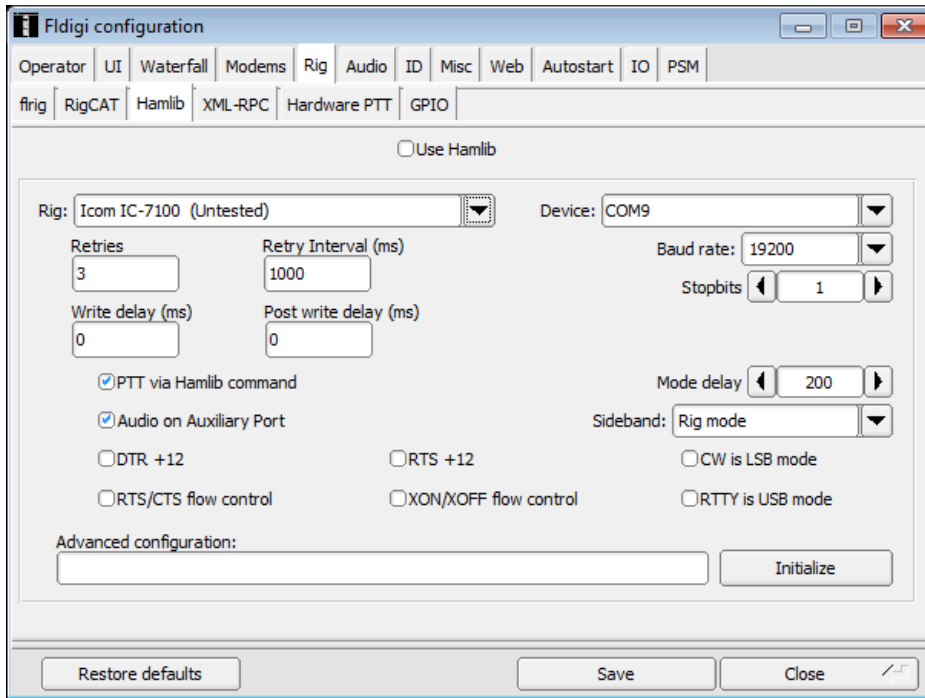 Fldigi configuration
Operator UI Waterfall Modems Rig Audio ID Misc Web Autostart IO PSM
flrig RigCAT Hamlib XML-RPC Hardware PTT GPIO
Use Hamlib
Rig: Icom IC-7100 (Untested) Device: COM9
Retries Retry Interval (ms) Baud rate: 19200
3 1000
Stopbits 1
Write delay (ms) Post write delay (ms)
0 0
PTT via Hamlib command Mode delay 200
Audio on Auxiliary Port Sideband: Rig mode
DTR +12 RTS +12 CW is LSB mode
RTS/CTS flow control XON/XOFF flow control RTTY is USB mode
Advanced configuration:
Initialize
Restore defaults Save Close